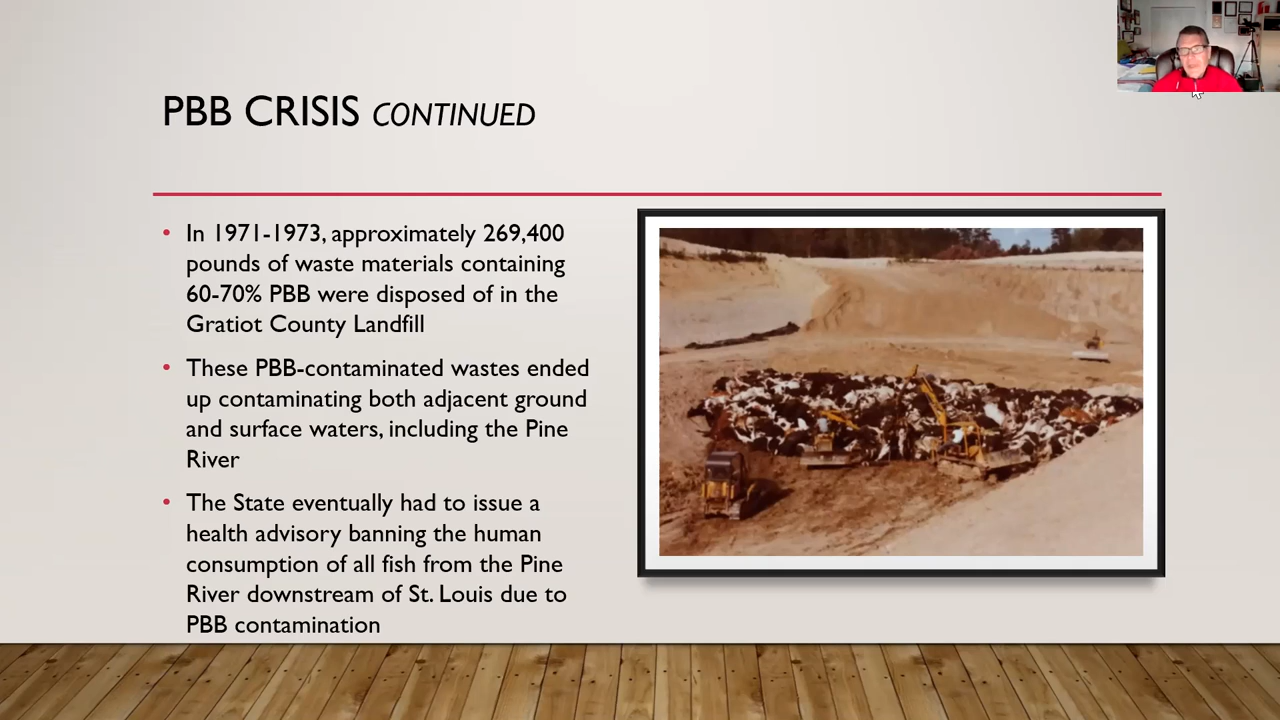 PBB CRISIS CONTINUED
In 1971-1973, approximately 269,400
pounds of waste materials containing
60-70% PBB were disposed of in the
Gratiot County Landfill
These PBB-contaminated wastes ended
up contaminating both adjacent ground
and surface waters, including the Pine
River
The State eventually had to issue a
health advisory banning the human
consumption of all fish from the Pine
River downstream of St. Louis due to
PBB contamination